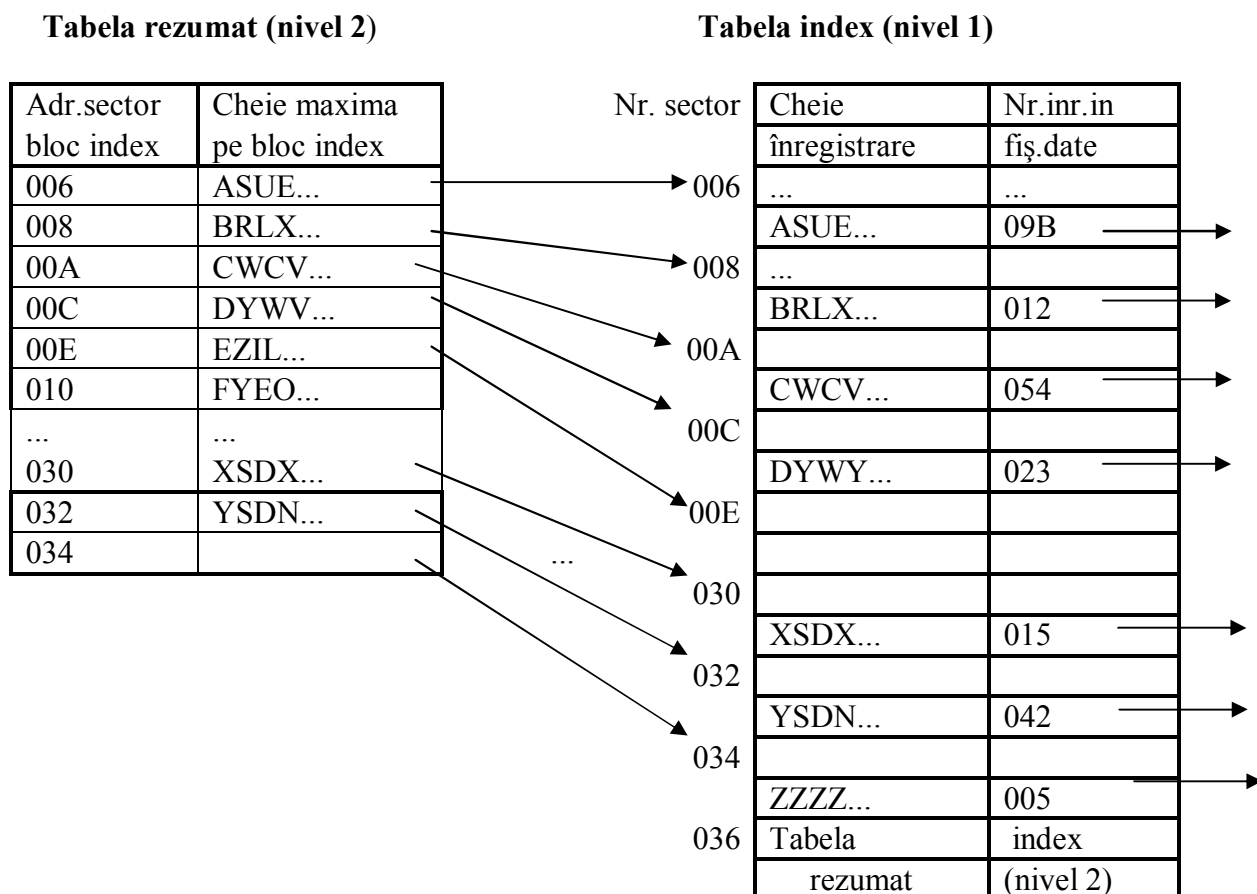 Tabela rezumat (nivel 2)
Adr.sector Cheie maxima
bloc index pe bloc index
006 ASUE...
008 BRLX...
00A CWCV...
00C DYWV...
00E EZIL...
010 FYEO...
... ...
030 XSDX...
032 YSDN...
034
...
Tabela index (nivel 1)
Nr. sector Cheie Nr.inr.in
înregistrare fiş.date
006 ... ...
ASUE... 09B
008 ...
BRLX... 012
00A
CWCV... 054
00C
DYWY... 023
00E
030
XSDX... 015
032
YSDN... 042
034
ZZZZ... 005
036 Tabela index
rezumat (nivel 2)